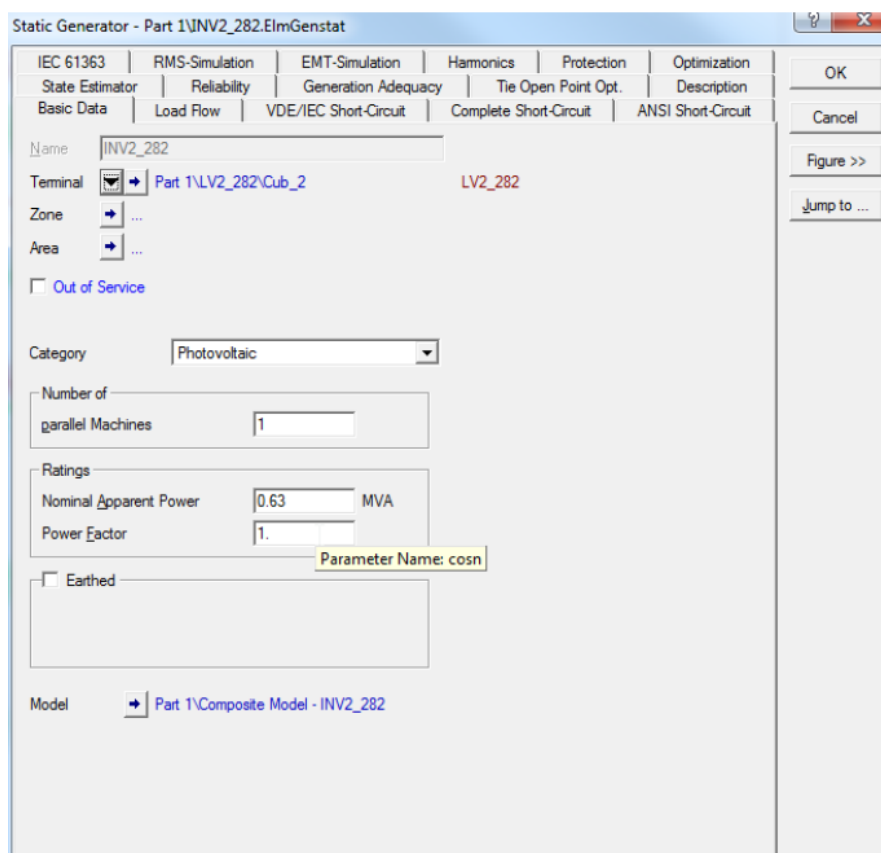 Static Generator - Part 1\INV2_282.ElmGenstat
?
IEC 61363 RMS-Simulation EMT-Simulation Harmonics Protection Optimization
State Estimator Reliability Generation Adequacy Tie Open Point Opt. Description
Basic Data Load Flow VDE/IEC Short-Circuit Complete Short-Circuit ANSI Short-Circuit
OK
Cancel
Figure >>
Jump to ...
Name INV2_282
Terminal Part 1\LV2_282\Cub_2 LV2_282
Zone ...
Area ...
Out of Service
Category Photovoltaic
Number of
parallel Machines 1
Ratings
Nominal Apparent Power 0.63 MVA
Power Factor 1.
Parameter Name: cosn
Earthed
Model Part 1\Composite Model - INV2_282